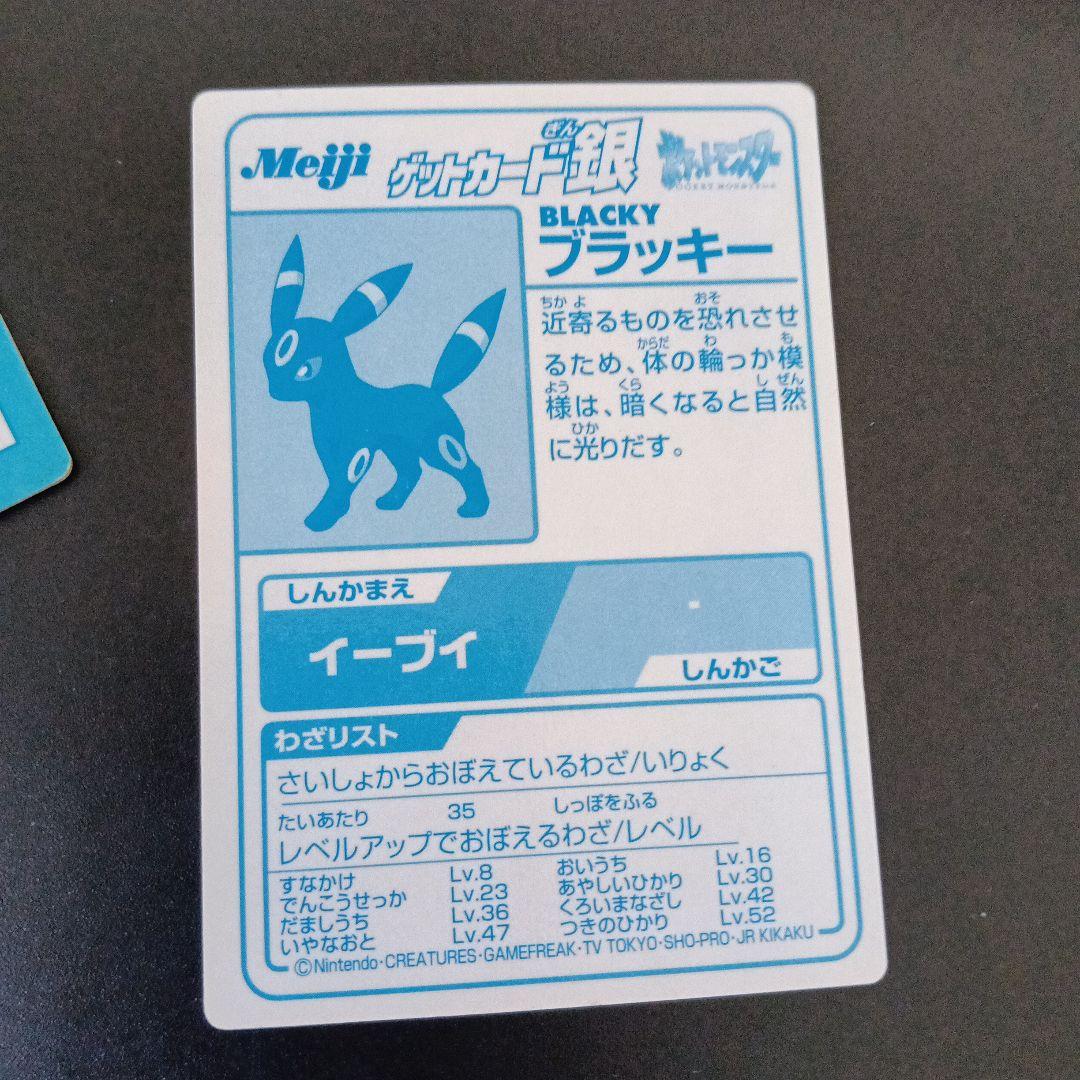 Meiji
ゲットカード銀
ぎん
ポケットモンスター
POCKET MONSTERS
BLACKY
ブラッキー
ちか よ おそ
近寄るものを恐れさせ
からだ わ も
るため、体の輪っか模
よう くら し ぜん
様は、暗くなると自然
ひか
に光りだす。
しんかまえ
イーブイ
しんかご
わざリスト
さいしょからおぼえているわざ/いりょく
たいあたり 35 しっぽをふる
レベルアップでおぼえるわざ/レベル
すなかけ Lv.8 おいうち Lv.16
でんこうせっか Lv.23 あやしいひかり Lv.30
だましうち Lv.36 くろいまなざし Lv.42
いやなおと Lv.47 つきのひかり Lv.52
©Nintendo・CREATURES・GAMEFREAK・TV TOKYO・SHO-PRO・JR KIKAKU